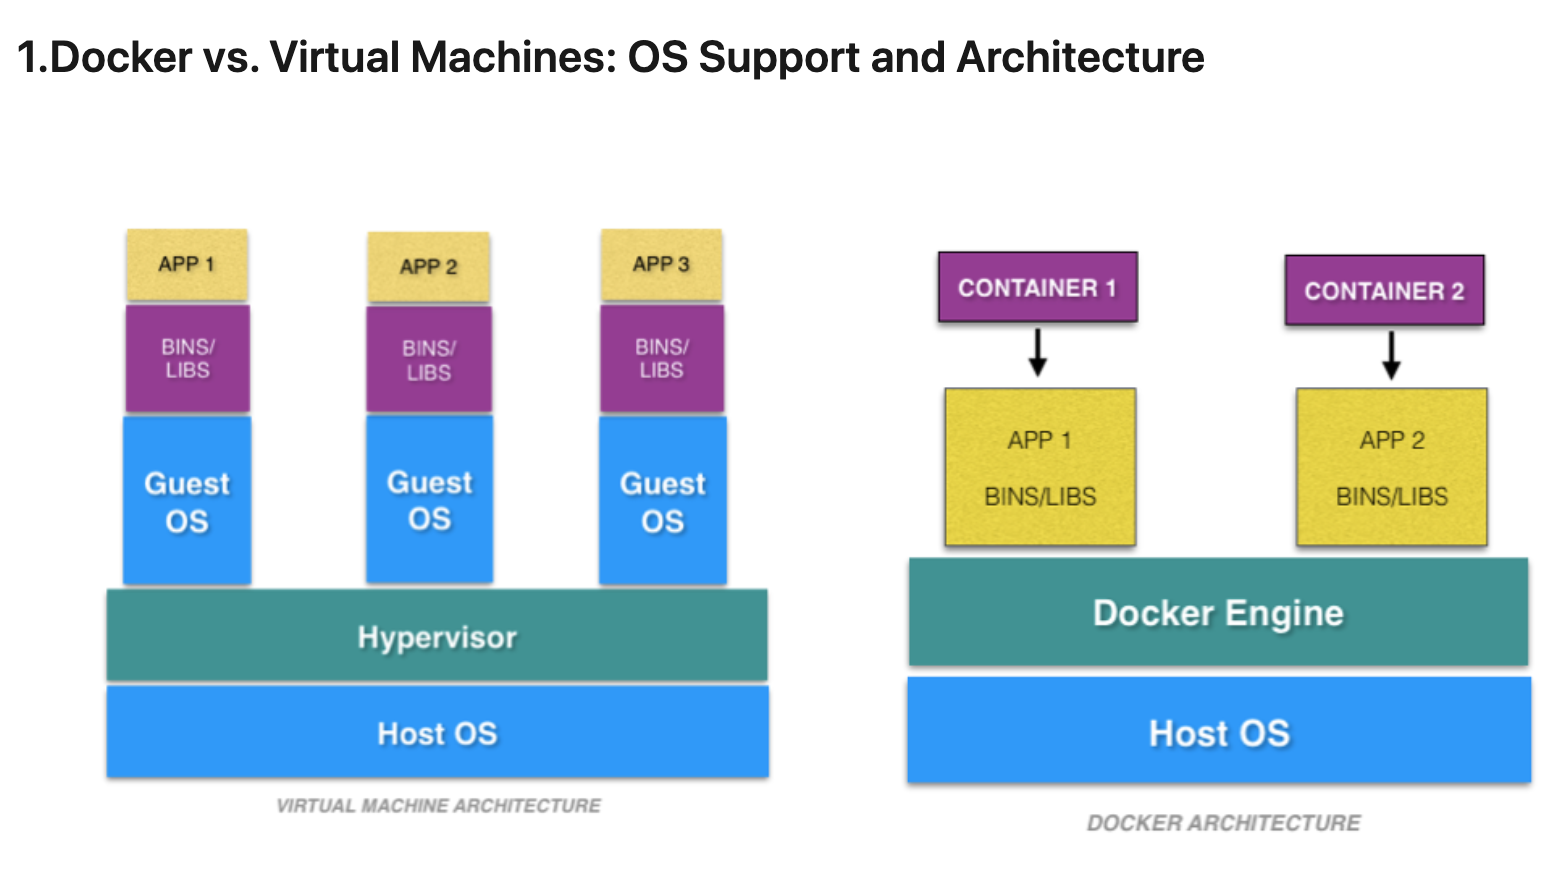 1.Docker vs. Virtual Machines: OS Support and Architecture
APP 1
BINS/
LIBS
Guest
OS
APP 2
BINS/
LIBS
Guest
OS
APP 3
BINS/
LIBS
Guest
OS
Hypervisor
Host OS
VIRTUAL MACHINE ARCHITECTURE
CONTAINER 1
APP 1
BINS/LIBS
CONTAINER 2
APP 2
BINS/LIBS
Docker Engine
Host OS
DOCKER ARCHITECTURE